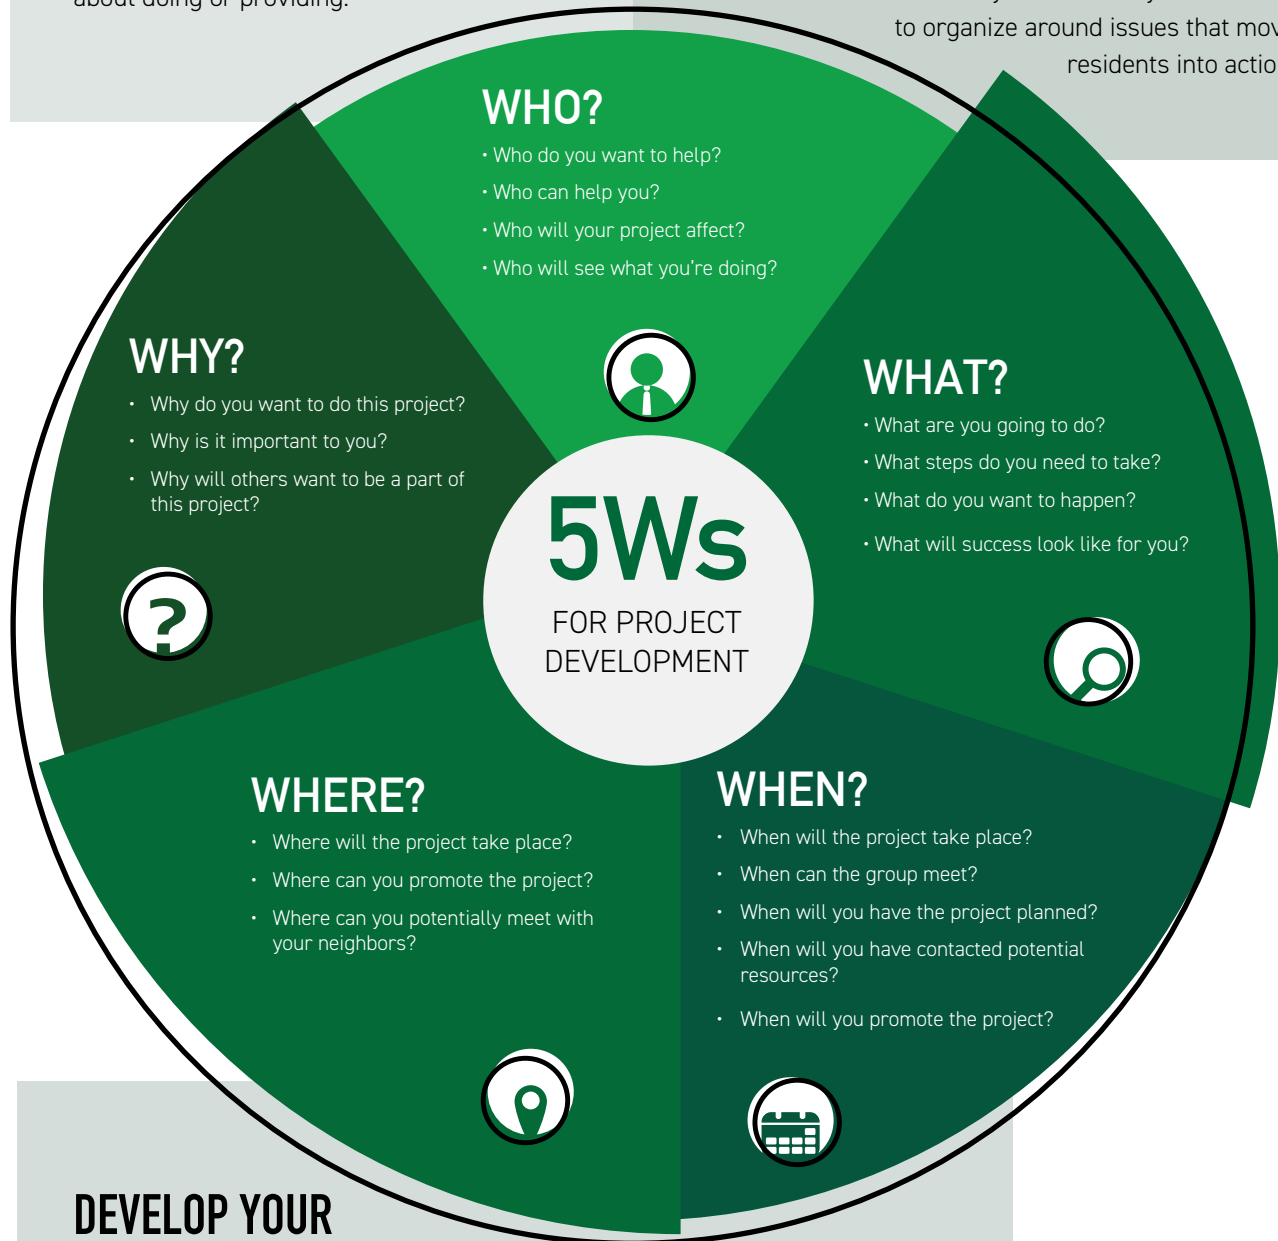 about doing or providing.
to organize around issues that mov
residents into actio
WHO?
• Who do you want to help?
• Who can help you?
• Who will your project affect?
• Who will see what you're doing?
WHY?
• Why do you want to do this project?
• Why is it important to you?
• Why will others want to be a part of
this project?
WHAT?
• What are you going to do?
• What steps do you need to take?
• What do you want to happen?
• What will success look like for you?
5Ws
FOR PROJECT
DEVELOPMENT
WHERE?
• Where will the project take place?
• Where can you promote the project?
• Where can you potentially meet with
your neighbors?
WHEN?
• When will the project take place?
• When can the group meet?
• When will you have the project planned?
• When will you have contacted potential
resources?
• When will you promote the project?
DEVELOP YOUR